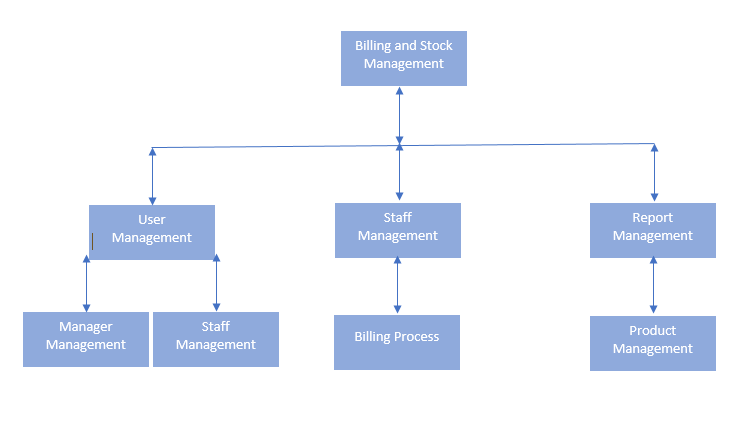 Billing and Stock
Management
User
Management
Staff
Management
Report
Management
Manager
Management
Staff
Management
Billing Process
Product
Management